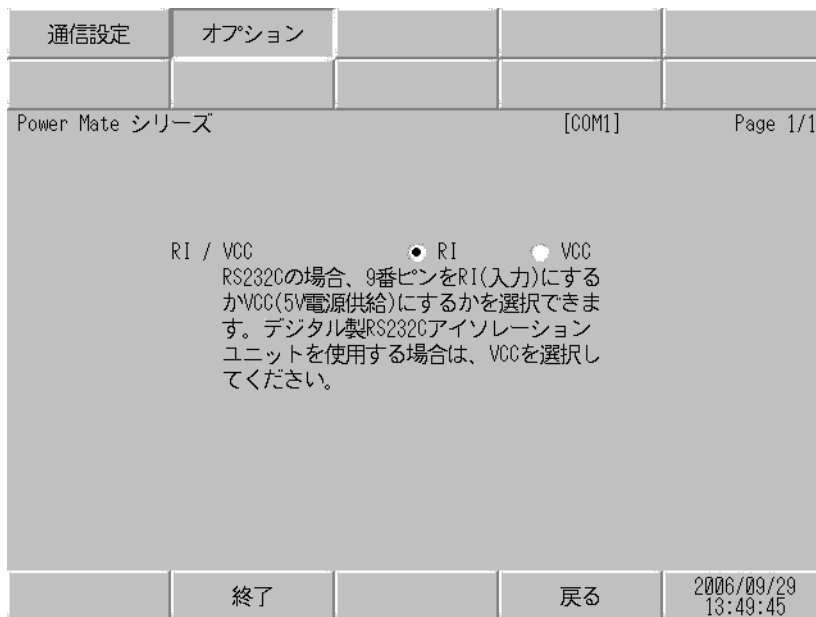 通信設定 オプション
Power Mate シリーズ [COM1] Page 1/1
RI / VCC RI VCC
RS232Cの場合、9番ピンをRI(入力)にする
かVCC(5V電源供給)にするかを選択できま
す。デジタル製RS232Cアイソレーション
ユニットを使用する場合は、VCCを選択し
てください。
終了 戻る 2006/09/29
13:49:45